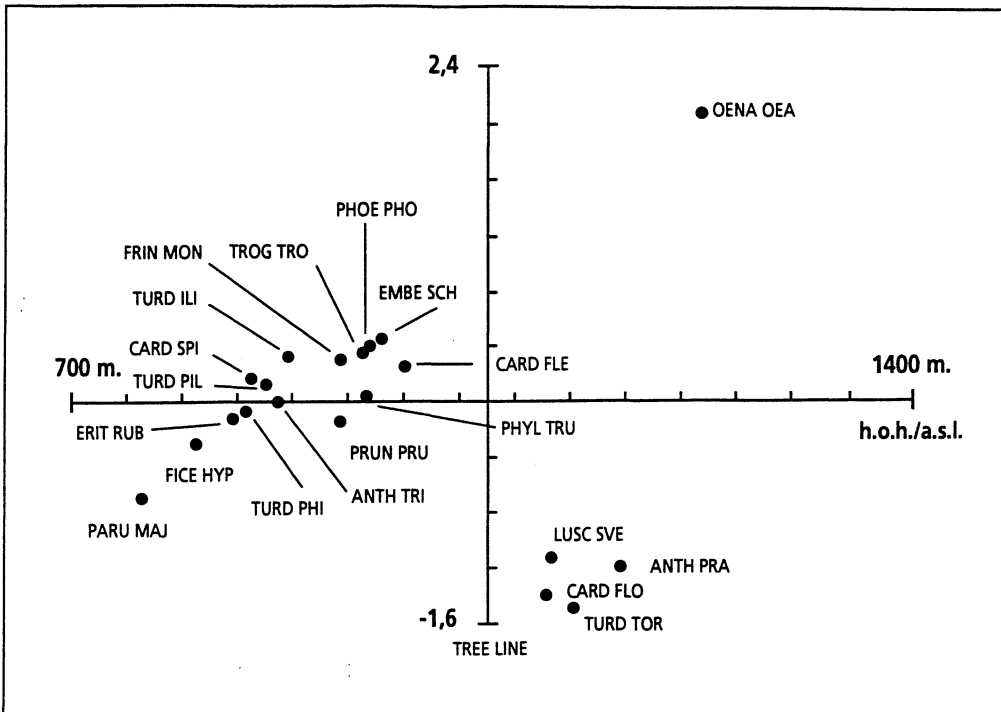 2,4
OENA OEA
PHOE PHO
FRIN MON
TROG TRO
TURD ILI
EMBE SCH
CARD SPI
700 m.
TURD PIL
CARD FLE
1400 m.
ERIT RUB
PHYL TRU
h.o.h./a.s.l.
PRUN PRU
FICE HYP
ANTH TRI
TURD PHI
PARU MAJ
LUSC SVE
ANTH PRA
CARD FLO
-1,6
TURD TOR
TREE LINE